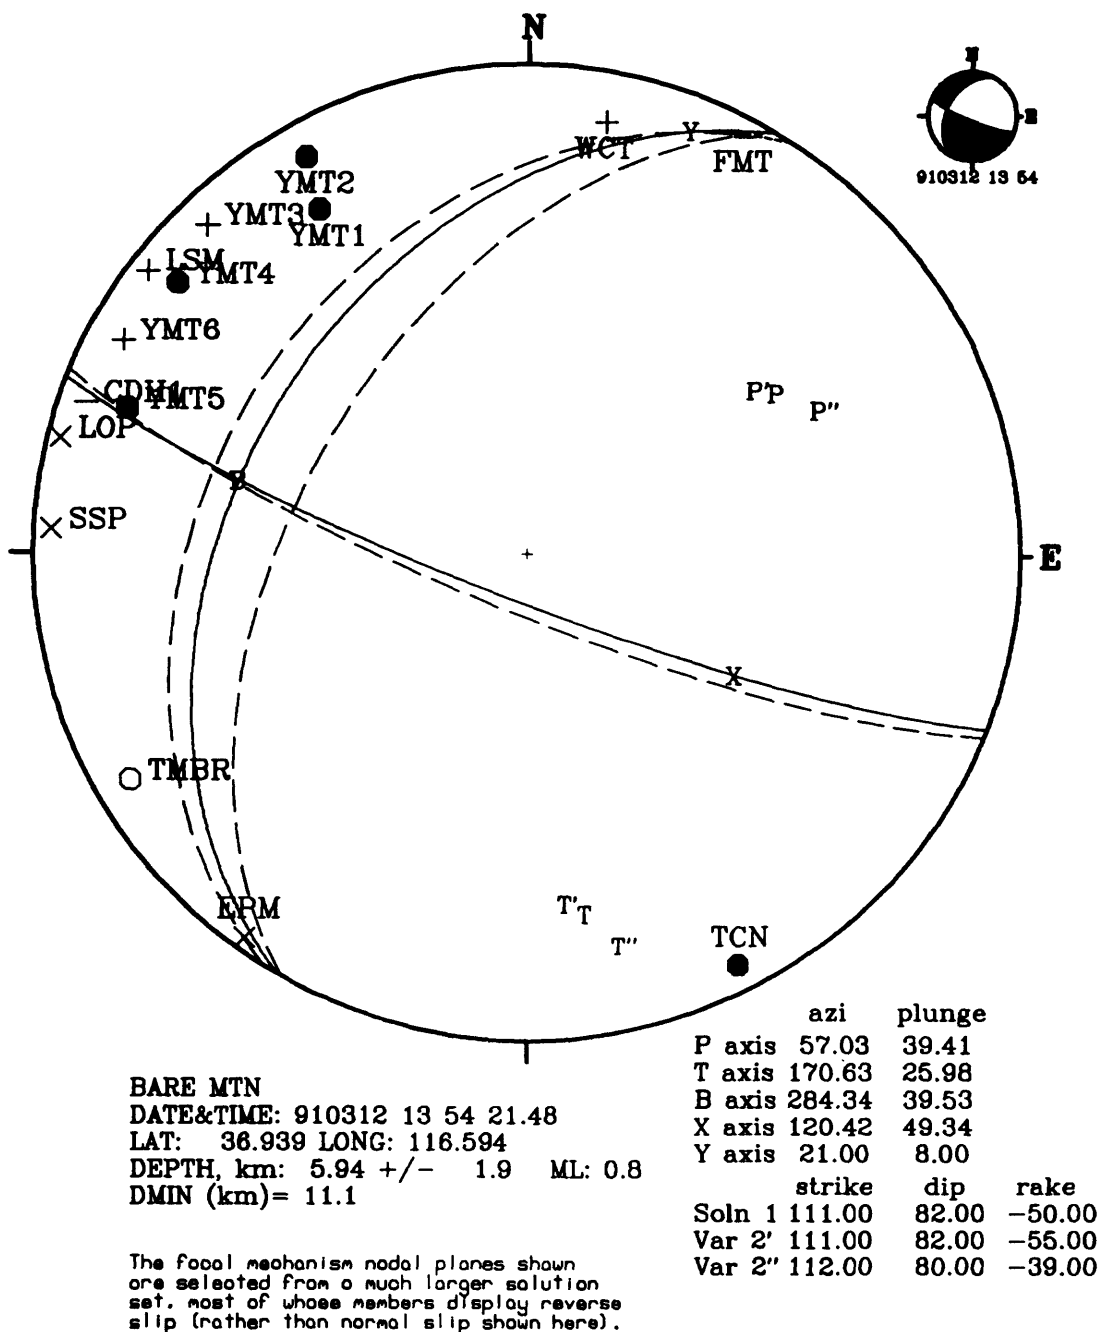 N
N
E
910312 13 54
WCT
Y
FMT
YMT2
YMT3
YMT1
LSM
YMT4
YMT6
P'P
P''
YMT5
LOP
B
SSP
E
X
TMBR
EPM
T'T
T''
TCN
azi plunge
P axis 57.03 39.41
T axis 170.63 25.98
B axis 284.34 39.53
X axis 120.42 49.34
Y axis 21.00 8.00
strike dip rake
Soln 1 111.00 82.00 −50.00
Var 2' 111.00 82.00 −55.00
Var 2'' 112.00 80.00 −39.00
BARE MTN
DATE&TIME: 910312 13 54 21.48
LAT: 36.939 LONG: 116.594
DEPTH, km: 5.94 +/− 1.9 ML: 0.8
DMIN (km)= 11.1
The focal mechanism nodal planes shown
are selected from a much larger solution
set, most of whose members display reverse
slip (rather than normal slip shown here).